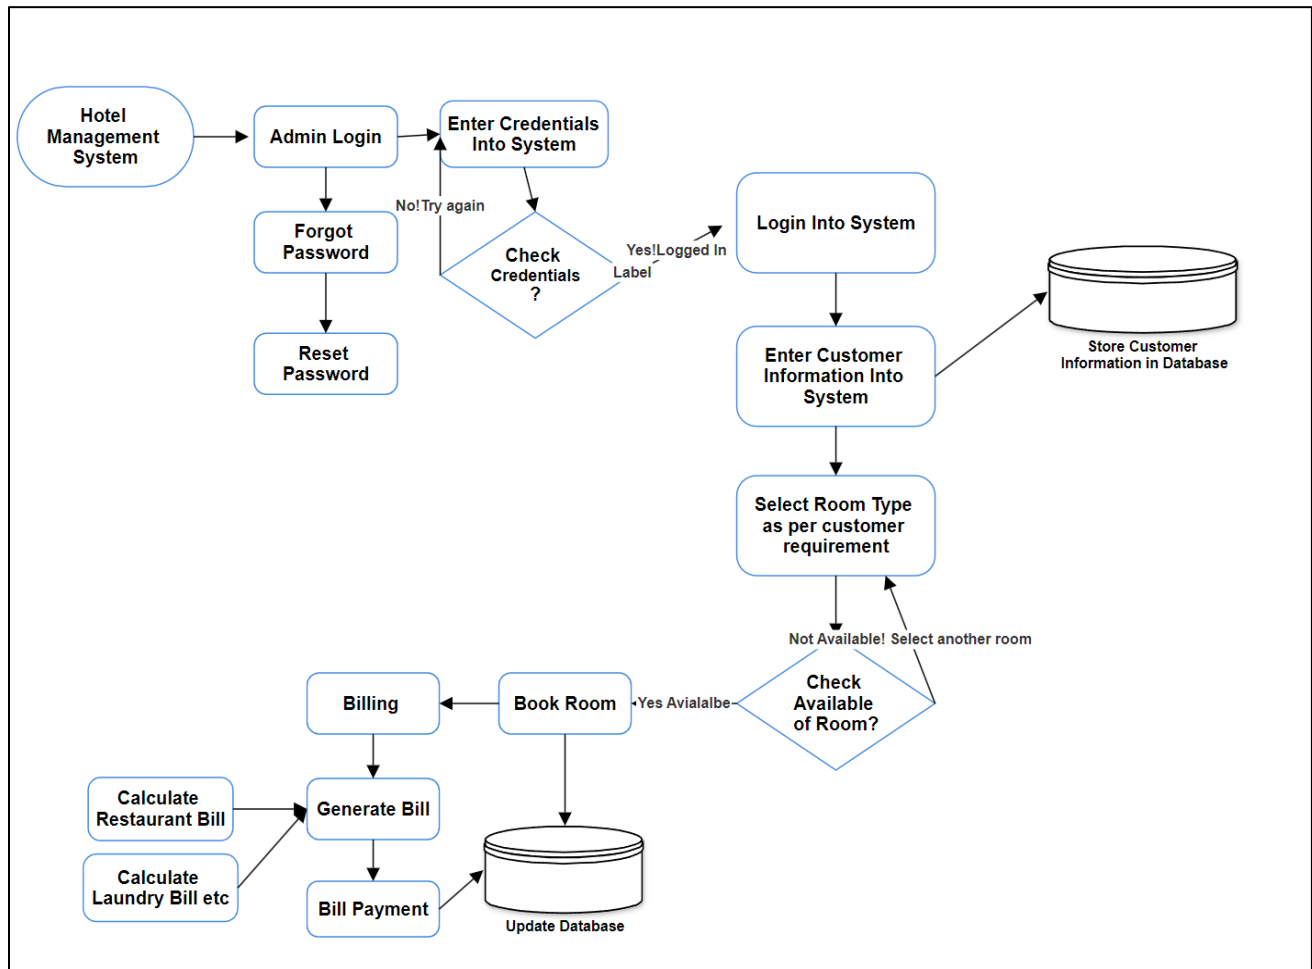 Hotel
Management
System
Admin Login
Enter Credentials
Into System
No!Try again
Forgot
Password
Check
Credentials
?
Yes!Logged In
Label
Login Into System
Reset
Password
Enter Customer
Information Into
System
Store Customer
Information in Database
Select Room Type
as per customer
requirement
Not Available! Select another room
Check
Available
of Room?
Yes Avialalbe
Book Room
Billing
Calculate
Restaurant Bill
Generate Bill
Calculate
Laundry Bill etc
Bill Payment
Update Database